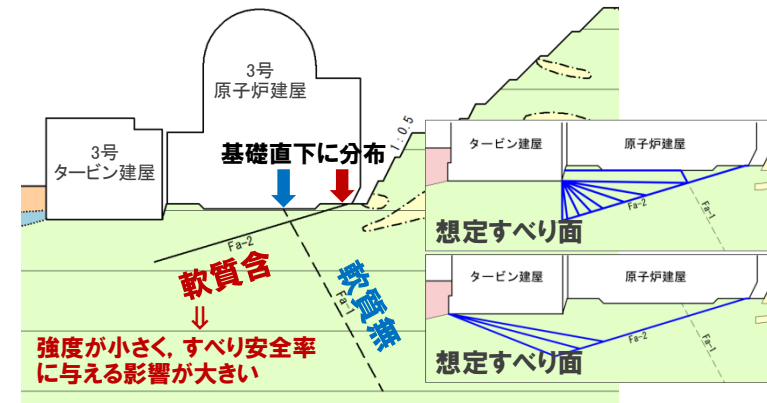 3号
原子炉建屋
3号
タービン建屋
基礎直下に分布
1:0.5
Fa-2
Fa-1
軟質含
軟質無
⇓
強度が小さく,すべり安全率
に与える影響が大きい
タービン建屋
原子炉建屋
Fa-2
Fa-1
想定すべり面
タービン建屋
原子炉建屋
Fa-2
Fa-1
想定すべり面